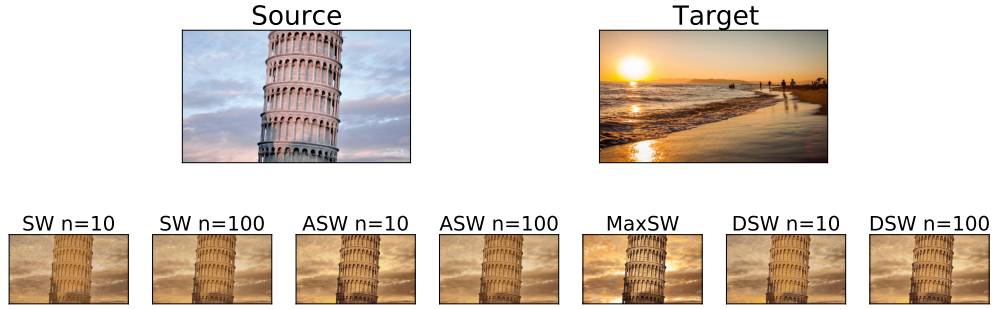 Source
Target
SW n=10
SW n=100
ASW n=10
ASW n=100
MaxSW
DSW n=10
DSW n=100